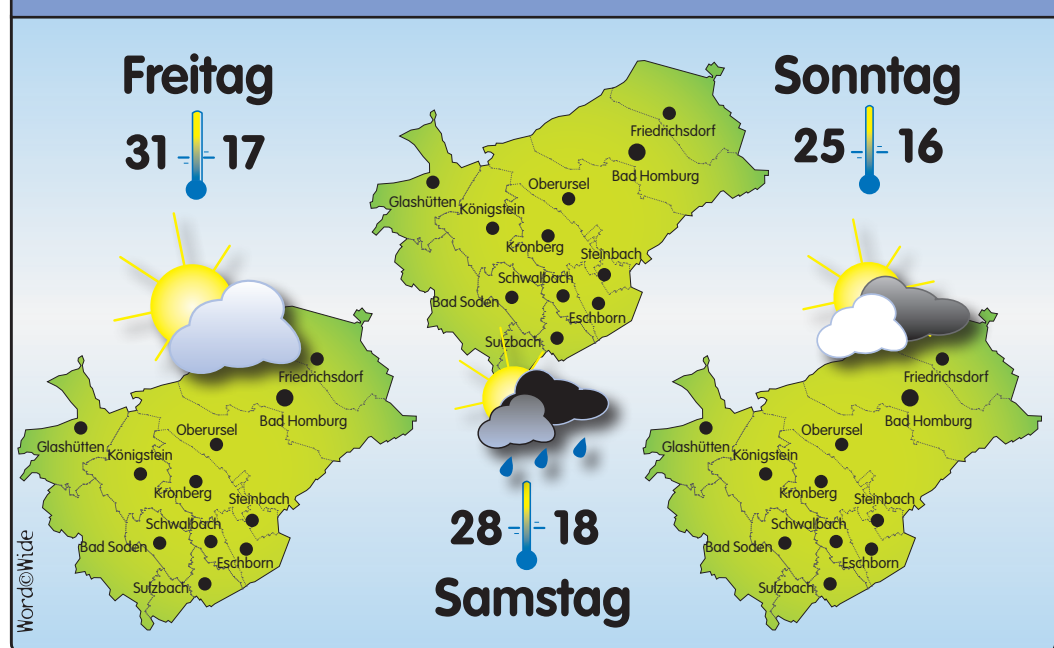 Freitag
31 17
Sonntag
25 16
Friedrichsdorf
Bad Homburg
Oberursel
Glashütten
Königstein
Kronberg
Steinbach
Schwalbach
Bad Soden
Eschborn
Sulzbach
Friedrichsdorf
Bad Homburg
Oberursel
Glashütten
Königstein
Kronberg
Steinbach
Schwalbach
Bad Soden
Eschborn
Sulzbach
28 18
Samstag
Friedrichsdorf
Bad Homburg
Oberursel
Glashütten
Königstein
Kronberg
Steinbach
Schwalbach
Bad Soden
Eschborn
Sulzbach
Word©Wide